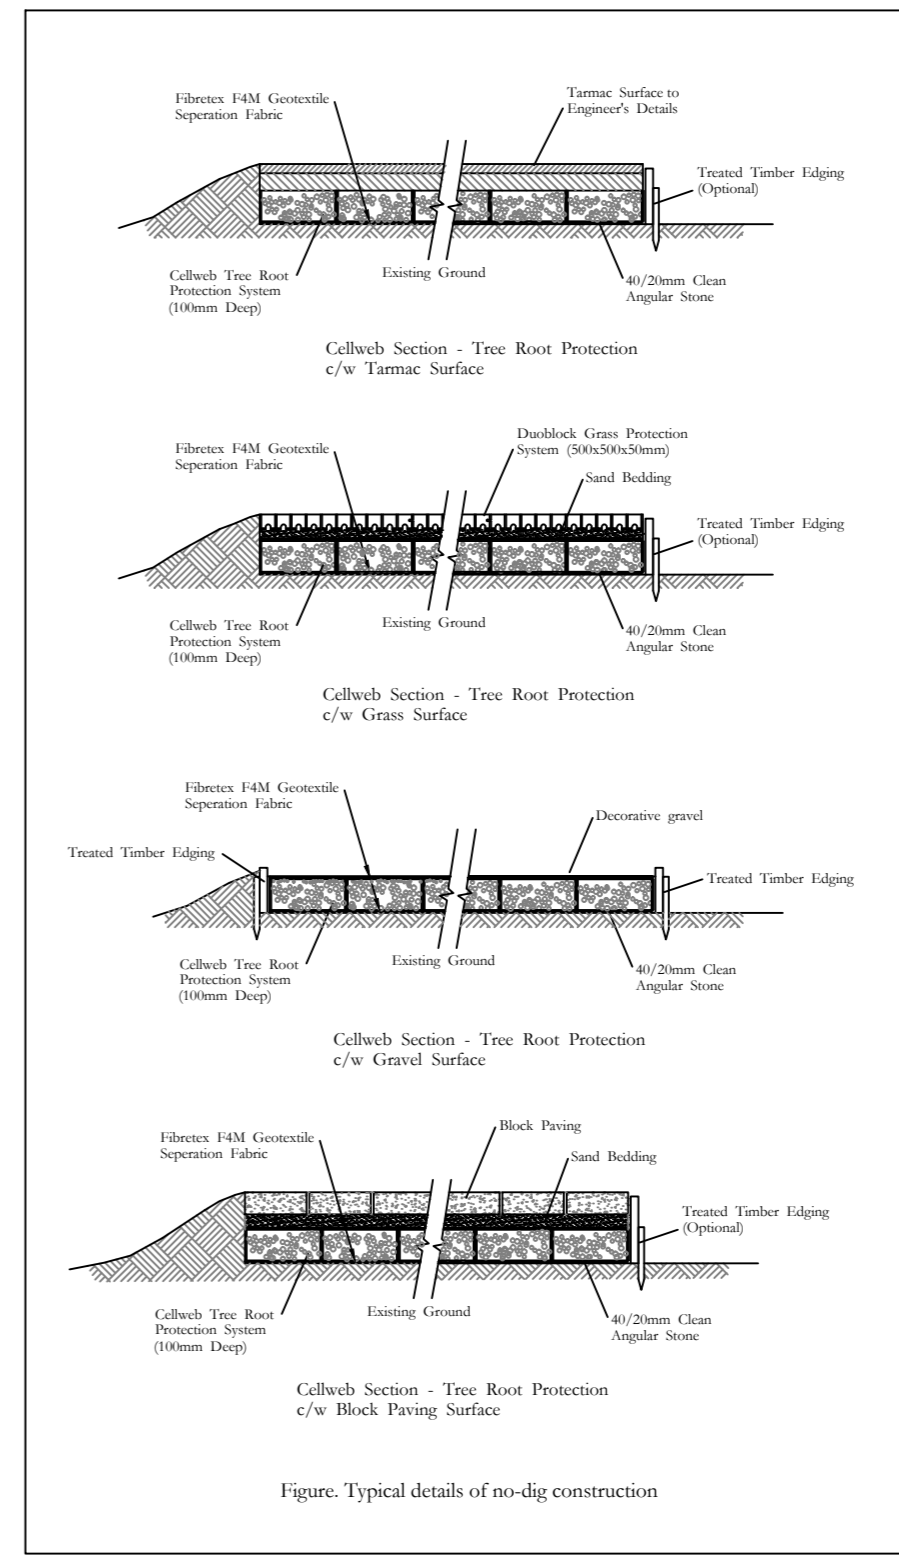 Fibretex F4M Geotextile
Seperation Fabric
Tarmac Surface to
Engineer's Details
Treated Timber Edging
(Optional)
Cellweb Tree Root
Protection System
(100mm Deep)
Existing Ground
40/20mm Clean
Angular Stone
Cellweb Section - Tree Root Protection
c/w Tarmac Surface
Fibretex F4M Geotextile
Seperation Fabric
Duoblock Grass Protection
System (500x500x50mm)
Sand Bedding
Treated Timber Edging
(Optional)
Cellweb Tree Root
Protection System
(100mm Deep)
Existing Ground
40/20mm Clean
Angular Stone
Cellweb Section - Tree Root Protection
c/w Grass Surface
Fibretex F4M Geotextile
Seperation Fabric
Decorative gravel
Treated Timber Edging
Treated Timber Edging
Cellweb Tree Root
Protection System
(100mm Deep)
Existing Ground
40/20mm Clean
Angular Stone
Cellweb Section - Tree Root Protection
c/w Gravel Surface
Fibretex F4M Geotextile
Seperation Fabric
Block Paving
Sand Bedding
Treated Timber Edging
(Optional)
Cellweb Tree Root
Protection System
(100mm Deep)
Existing Ground
40/20mm Clean
Angular Stone
Cellweb Section - Tree Root Protection
c/w Block Paving Surface
Figure. Typical details of no-dig construction